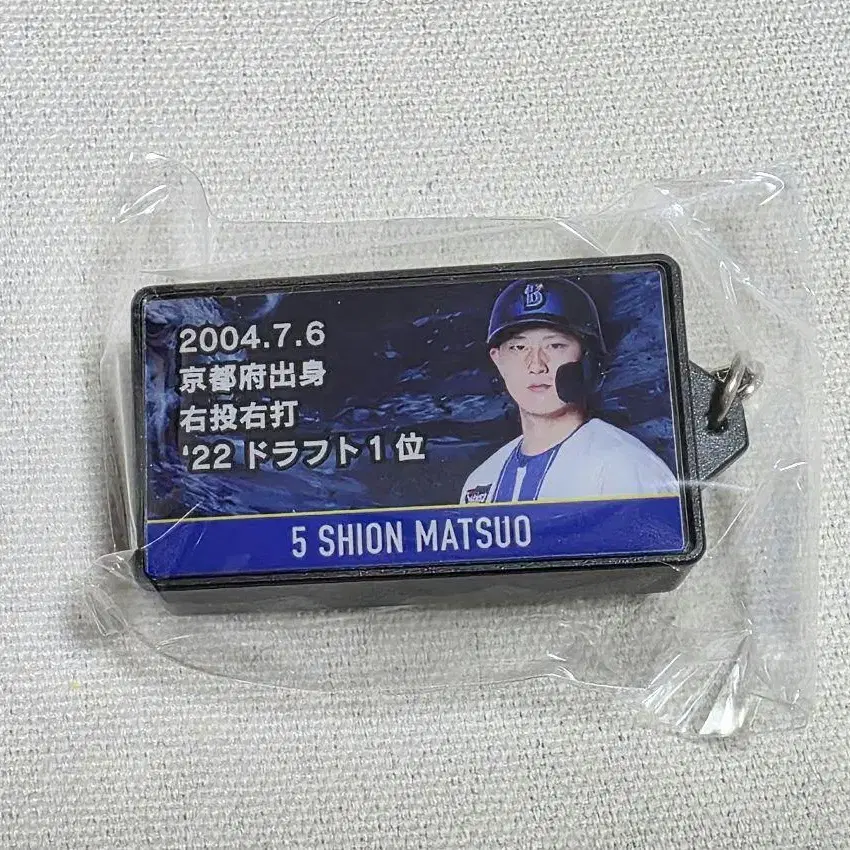 2004.7.6
京都府出身
右投右打
‘22 ドラフト1位
5 SHION MATSUO
B